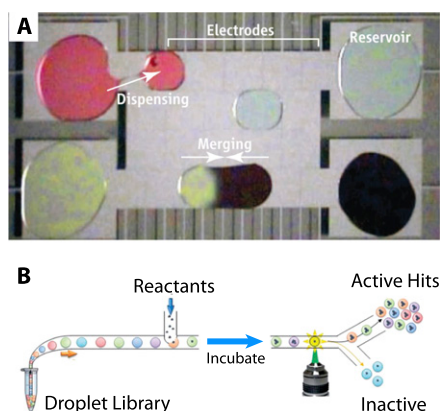 A
Electrodes
Reservoir
Dispensing
Merging
B
Reactants
Active Hits
Incubate
Droplet Library
Inactive